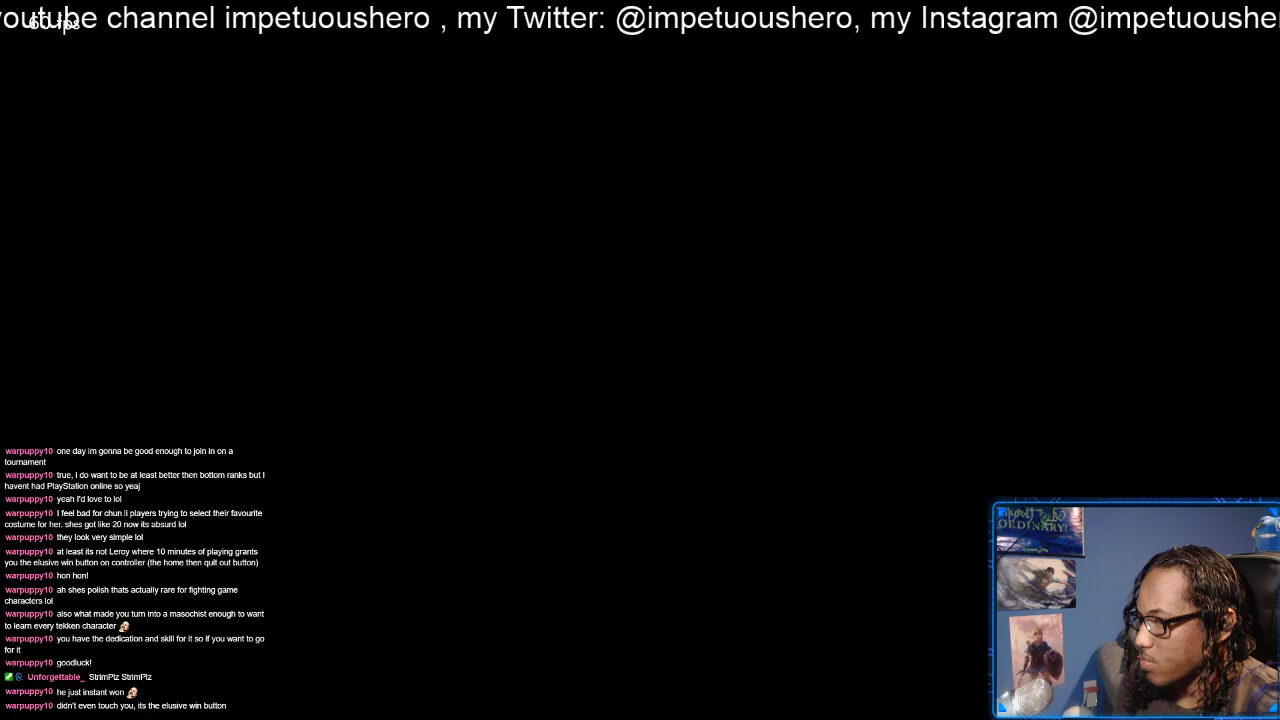 youtube channel impetuoushero , my Twitter: @impetuoushero, my Instagram @impetuoushe
60 fps
warpuppy10 one day im gonna be good enough to join in on a
tournament
warpuppy10 true, I do want to be at least better then bottom ranks but I
havent had PlayStation online so yeaj
warpuppy10 yeah I'd love to lol
warpuppy10 I feel bad for chun li players trying to select their favourite
costume for her. shes got like 20 now its absurd lol
warpuppy10 they look very simple lol
warpuppy10 at least its not Leroy where 10 minutes of playing grants
you the elusive win button on controller (the home then quit out button)
warpuppy10 hon hon!
warpuppy10 ah shes polish thats actually rare for fighting game
characters lol
warpuppy10 also what made you turn into a masochist enough to want
to learn every tekken character
warpuppy10 you have the dedication and skill for it so if you want to go
for it
warpuppy10 goodluck!
Unforgettable_ StrimPlz StrimPlz
warpuppy10 he just instant won
warpuppy10 didn't even touch you, its the elusive win button
Myself
ORDINARY!